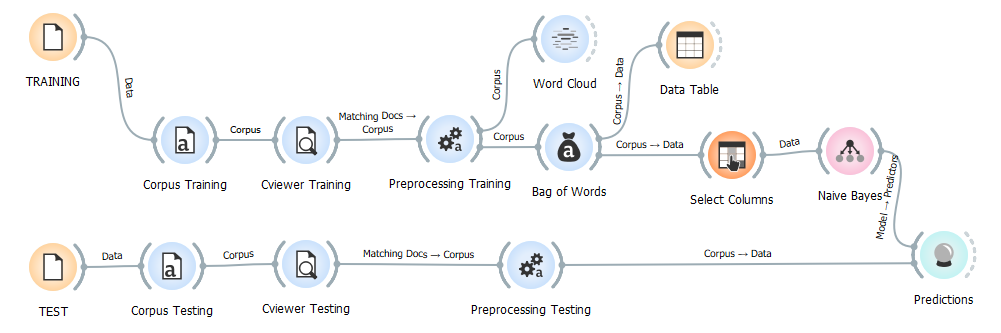 TRAINING
Data
Corpus Training
Corpus
Cviewer Training
Matching Docs →
Corpus
Preprocessing Training
Corpus
Word Cloud
Corpus
Bag of Words
Corpus → Data
Data Table
Corpus → Data
Select Columns
Data
Naive Bayes
Model → Predictors
TEST
Data
Corpus Testing
Corpus
Cviewer Testing
Matching Docs → Corpus
Preprocessing Testing
Corpus → Data
Predictions